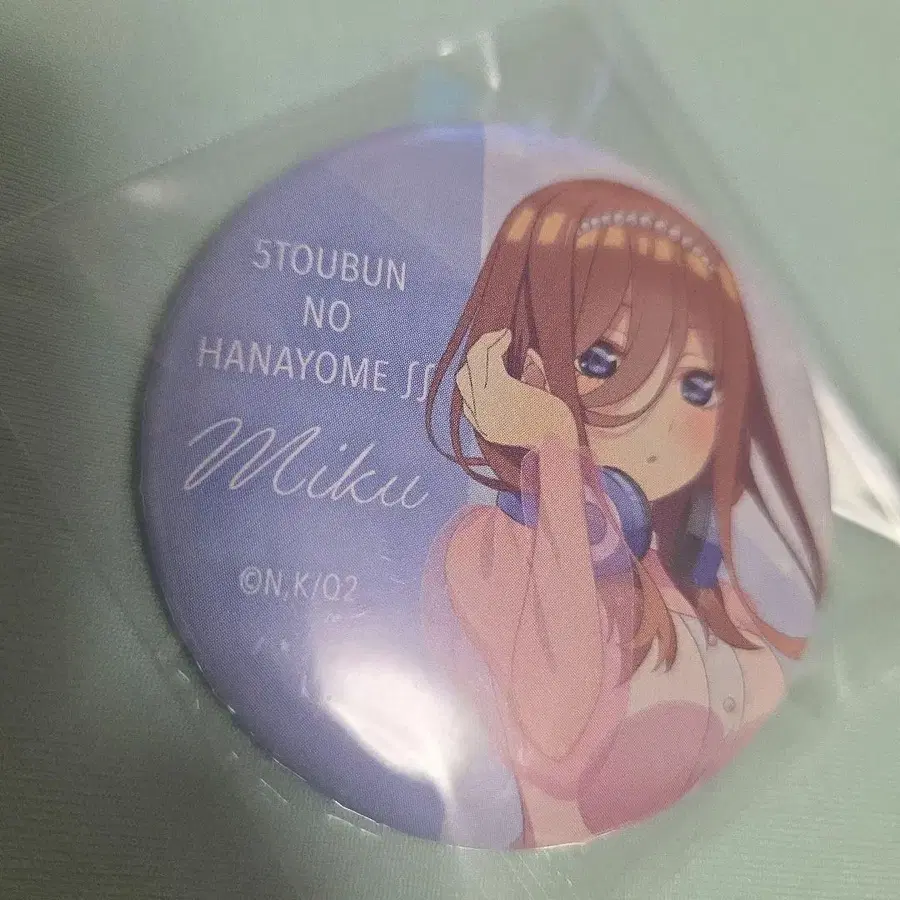 5TOUBUN
NO
HANAYOME ∬
Miku
©N,K/Q2